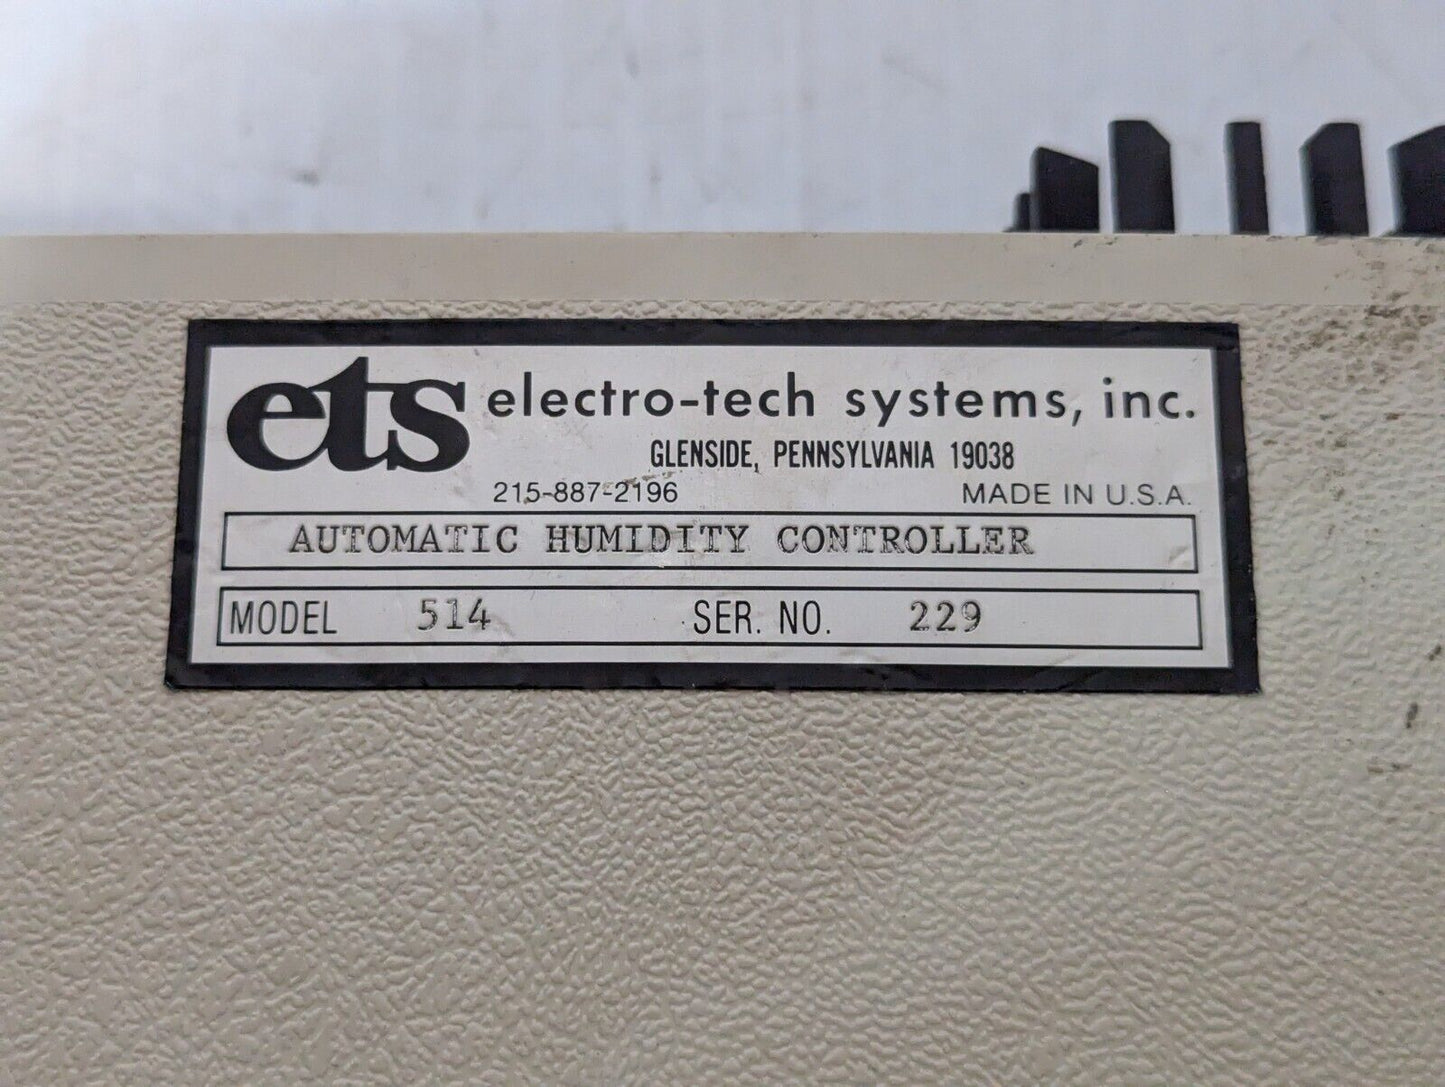 ets electro-tech systems, inc.
GLENSIDE, PENNSYLVANIA 19038
215-887-2196 MADE IN U.S.A.
AUTOMATIC HUMIDITY CONTROLLER
MODEL 514 SER. NO. 229